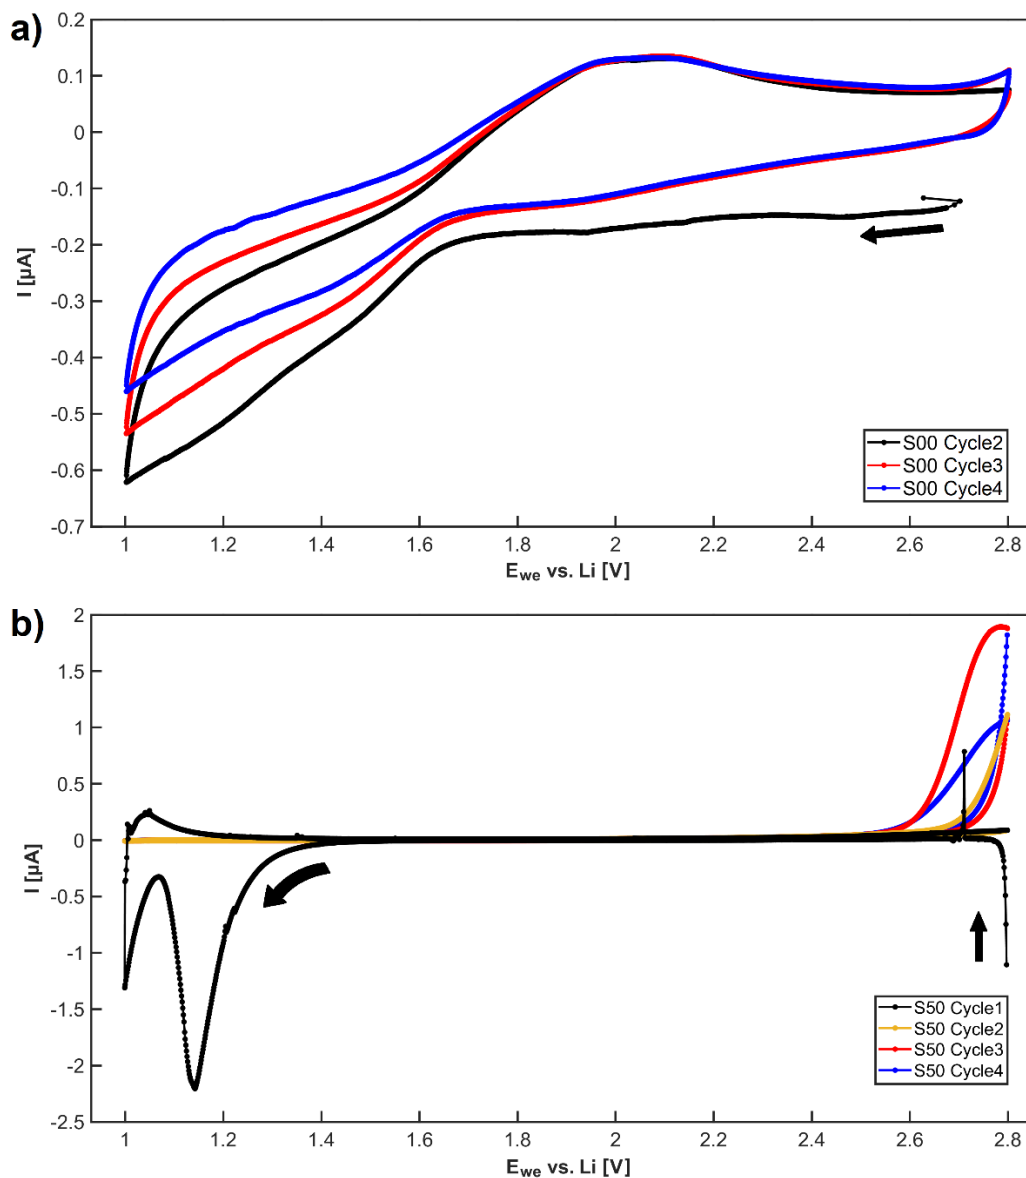 a)
0.2
0.1
0
-0.1
-0.2
-0.3
-0.4
-0.5
-0.6
-0.7
I [µA]
S00 Cycle2
S00 Cycle3
S00 Cycle4
1 1.2 1.4 1.6 1.8 2 2.2 2.4 2.6 2.8
Ewe vs. Li [V]
b)
2
1.5
1
0.5
0
-0.5
-1
-1.5
-2
-2.5
I [µA]
S50 Cycle1
S50 Cycle2
S50 Cycle3
S50 Cycle4
1 1.2 1.4 1.6 1.8 2 2.2 2.4 2.6 2.8
Ewe vs. Li [V]